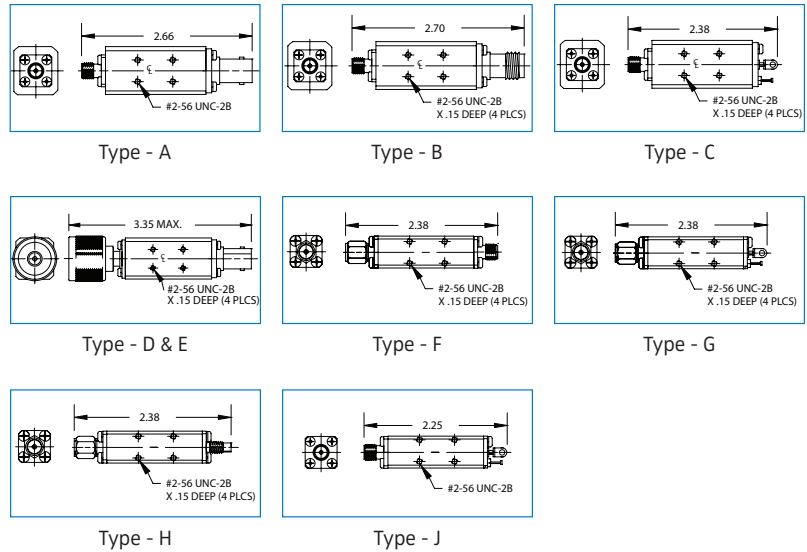 2.66
℄
#2-56 UNC-2B
Type - A
2.70
℄
#2-56 UNC-2B
X .15 DEEP (4 PLCS)
Type - B
2.38
℄
#2-56 UNC-2B
X .15 DEEP (4 PLCS)
Type - C
3.35 MAX.
℄
#2-56 UNC-2B
X .15 DEEP (4 PLCS)
Type - D & E
2.38
#2-56 UNC-2B
X .15 DEEP (4 PLCS)
Type - F
2.38
#2-56 UNC-2B
X .15 DEEP (4 PLCS)
Type - G
2.38
#2-56 UNC-2B
X .15 DEEP (4 PLCS)
Type - H
2.25
#2-56 UNC-2B
Type - J